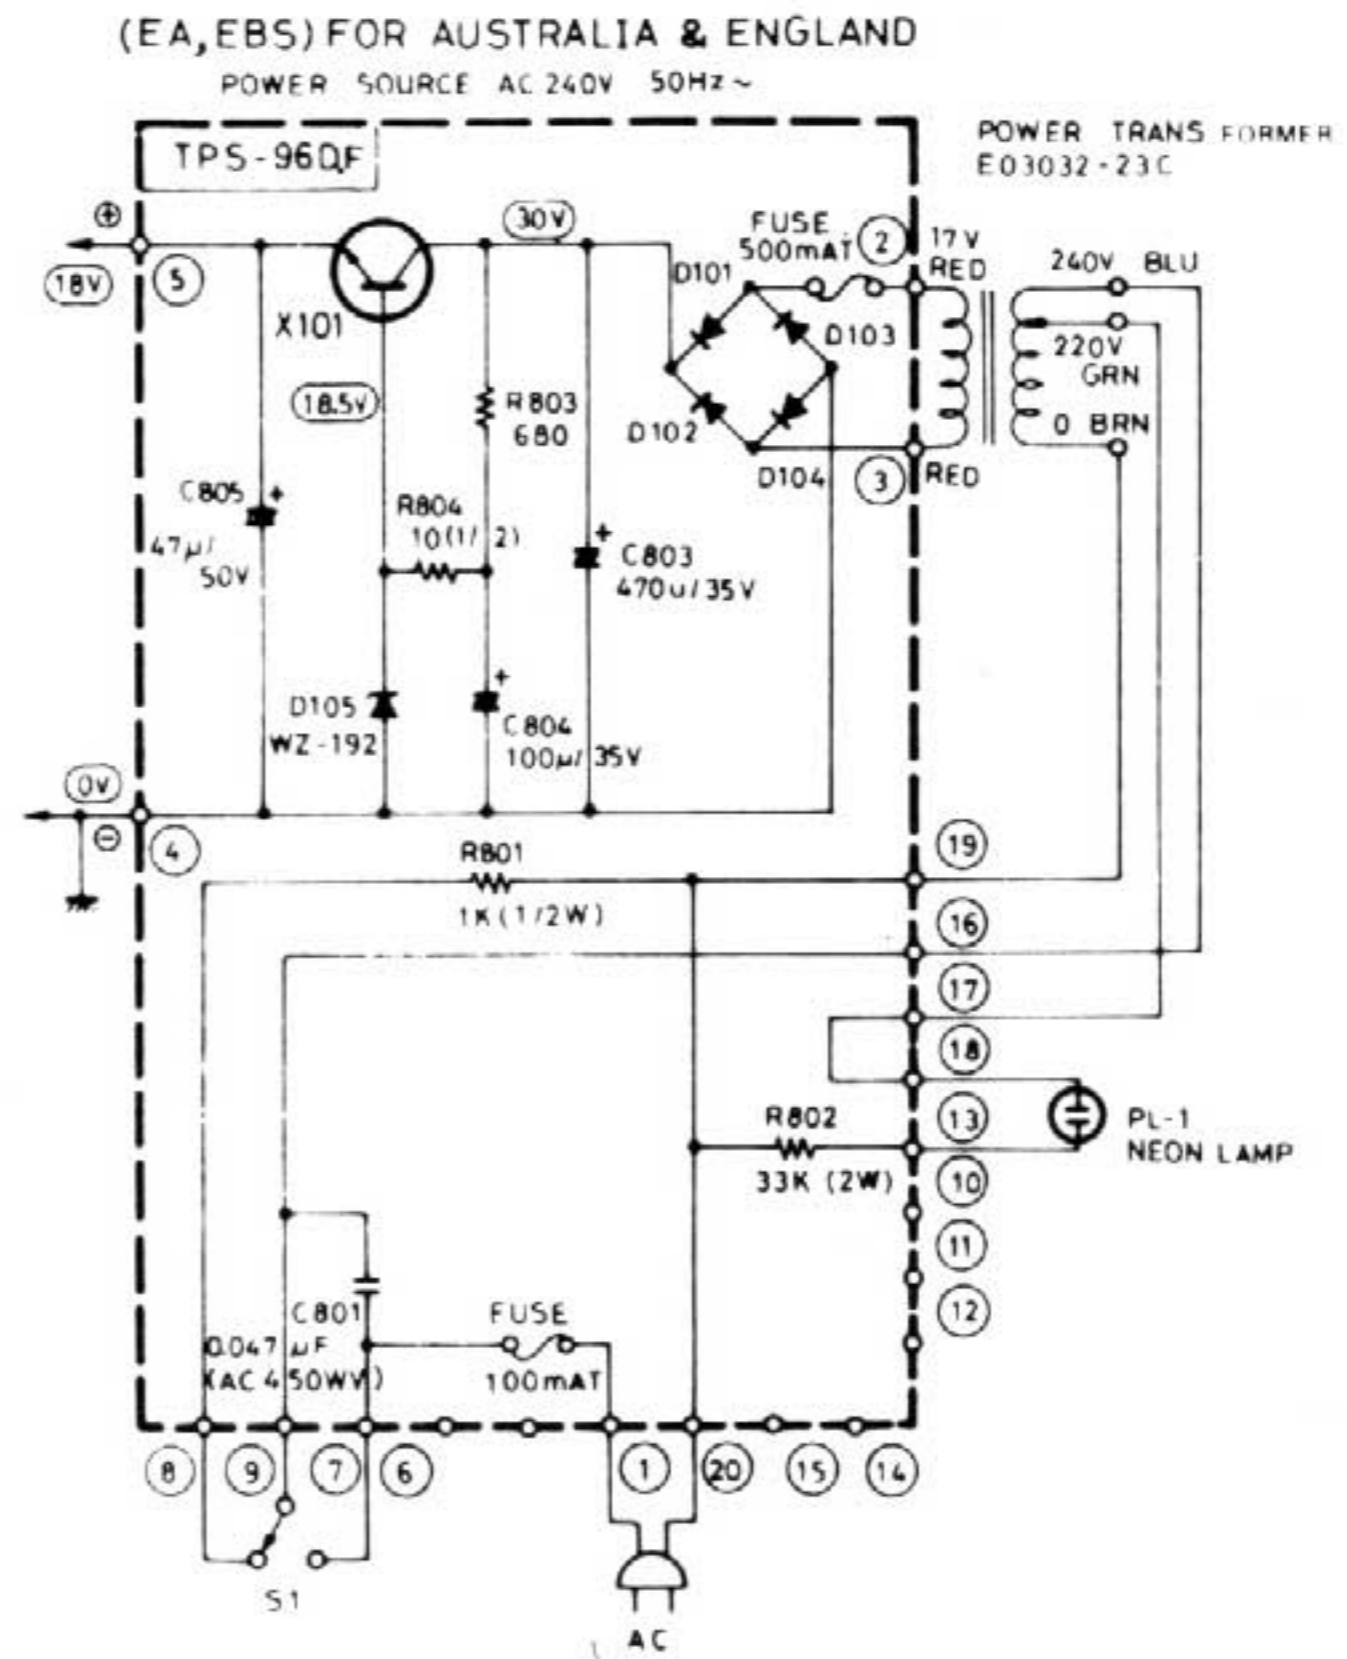 (EA,EBS) FOR AUSTRALIA & ENGLAND
POWER SOURCE AC 240V 50Hz ~
POWER TRANSFORMER
E03032-23C
TPS-96QF
⊕
18V
5
X101
30V
FUSE
500mAT
2
17V
RED
240V BLU
D101
D103
220V
GRN
0 BRN
18.5V
R803
680
D102
D104
3
RED
C805 +
47μ/
50V
R804
10(1/2)
+
C803
470u/35V
D105
WZ-192
+
C804
100μ/35V
0V
⊖
4
R801
1K(1/2W)
19
16
17
18
R802
33K (2W)
13
PL-1
NEON LAMP
10
11
12
C801
0.047 μF
(AC 450WV)
FUSE
100mAT
8
9
7
6
1
20
15
14
S1
AC